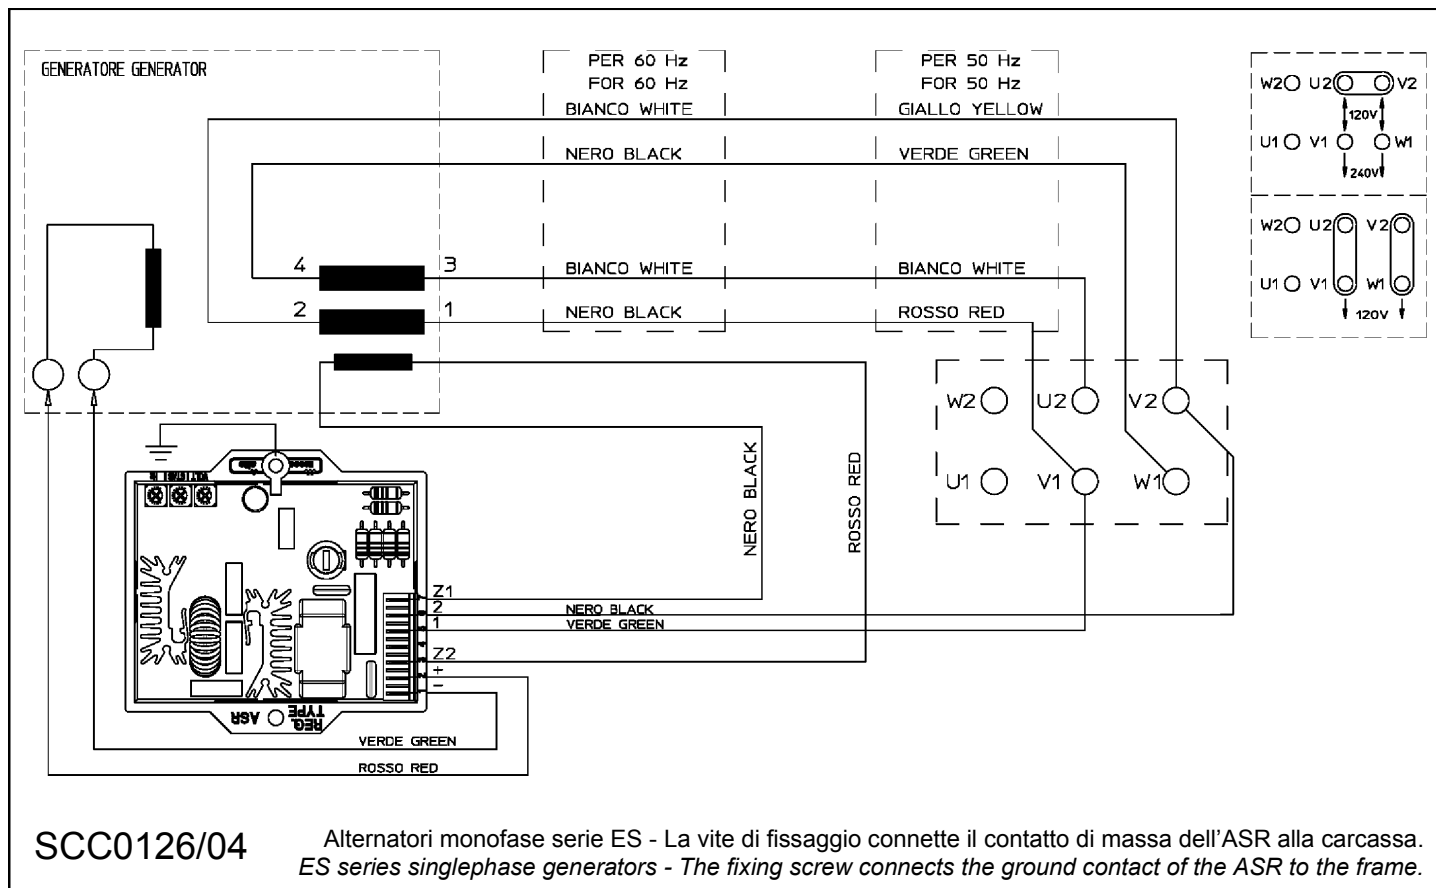 GENERATORE GENERATOR
PER 60 Hz
FOR 60 Hz
BIANCO WHITE
NERO BLACK
BIANCO WHITE
NERO BLACK
PER 50 Hz
FOR 50 Hz
GIALLO YELLOW
VERDE GREEN
BIANCO WHITE
ROSSO RED
4 3
2 1
W2 U2 V2
120V
U1 V1 W1
240V
W2 U2 V2
U1 V1 W1
120V
W2 U2 V2
U1 V1 W1
NERO BLACK
ROSSO RED
VOLT STAB Hz
Z1
2
NERO BLACK
1
VERDE GREEN
Z2
+
-
REG.
TYPE
ASR
VERDE GREEN
ROSSO RED
SCC0126/04
Alternatori monofase serie ES - La vite di fissaggio connette il contatto di massa dell'ASR alla carcassa.
ES series singlephase generators - The fixing screw connects the ground contact of the ASR to the frame.